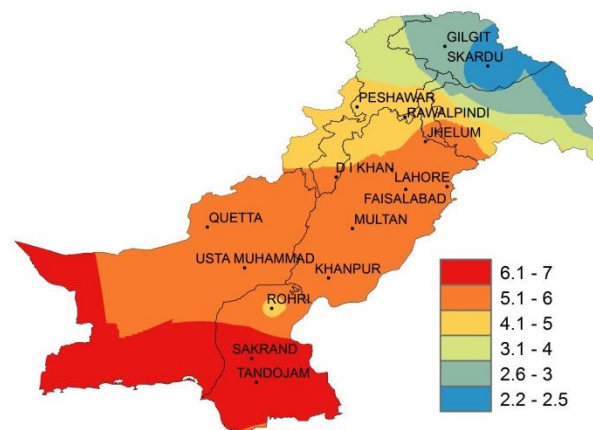 GILGIT
SKARDU
PESHAWAR
RAWALPINDI
JHELUM
D I KHAN
LAHORE
FAISALABAD
QUETTA
MULTAN
USTA MUHAMMAD
KHANPUR
ROHRI
SAKRAND
TANDOJAM
6.1 - 7
5.1 - 6
4.1 - 5
3.1 - 4
2.6 - 3
2.2 - 2.5